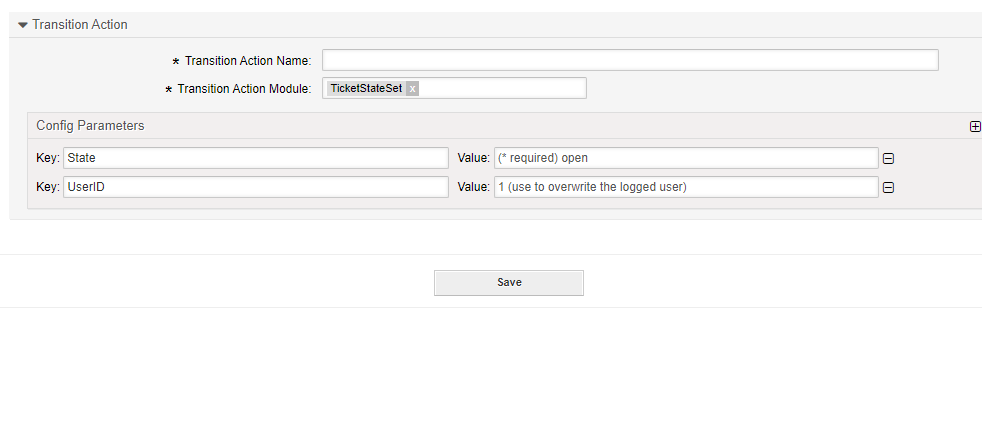 Transition Action
* Transition Action Name:
* Transition Action Module: TicketStateSet x
Config Parameters
Key: State Value: (* required) open
Key: UserID Value: 1 (use to overwrite the logged user)
Save